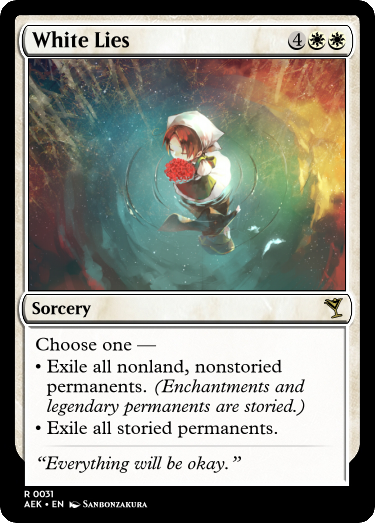 White Lies 4
Sorcery
Choose one —
• Exile all nonland, nonstoried
permanents. (Enchantments and
legendary permanents are storied.)
• Exile all storied permanents.
“Everything will be okay.”
R 0031
AEK • EN Sanbonzakura